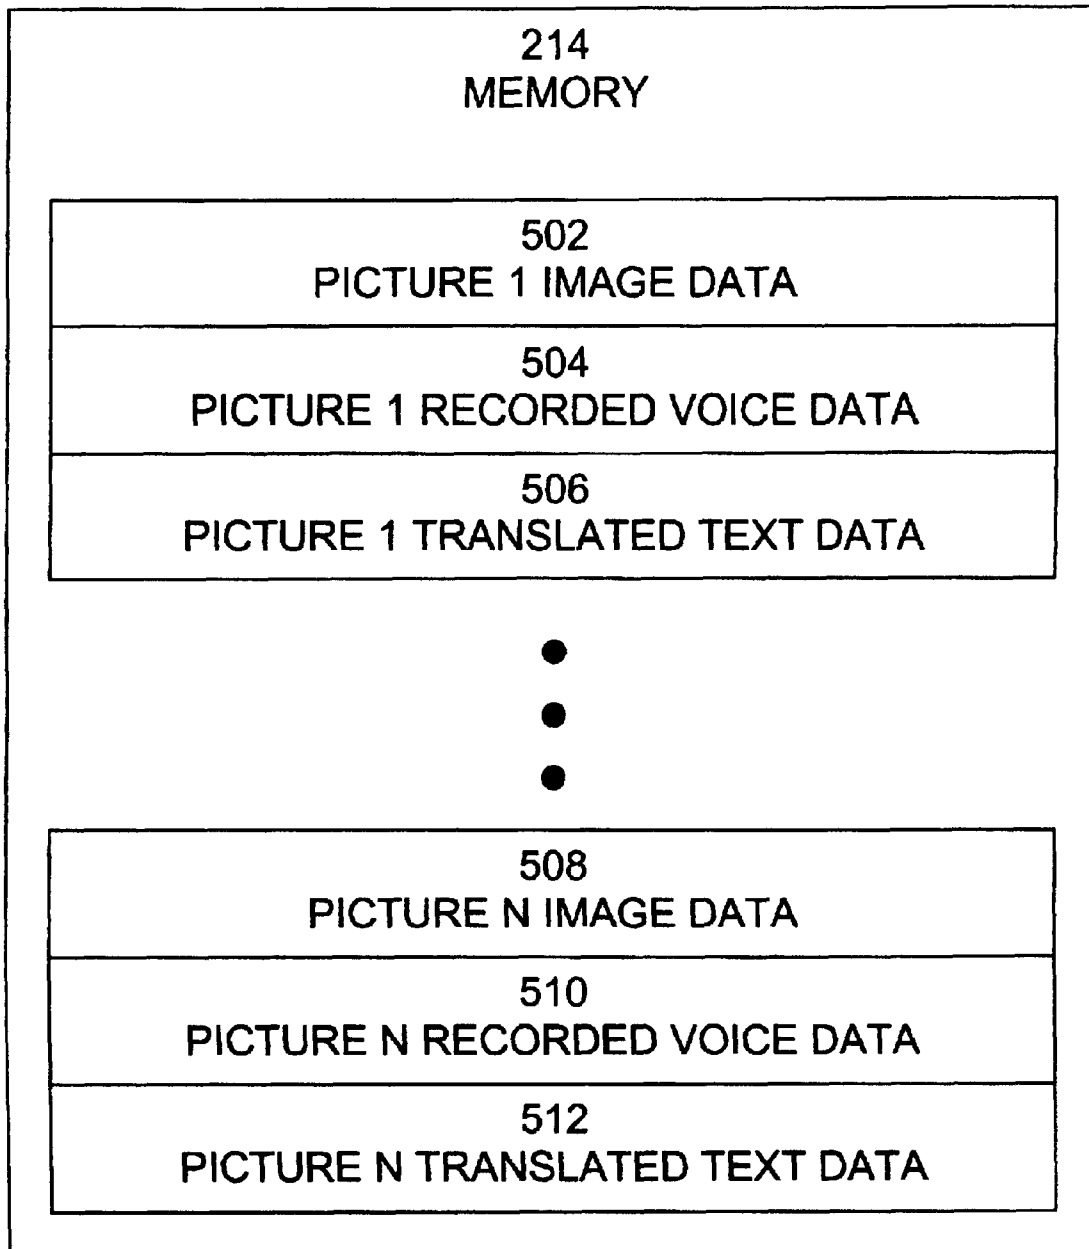 214
MEMORY
502
PICTURE 1 IMAGE DATA
504
PICTURE 1 RECORDED VOICE DATA
506
PICTURE 1 TRANSLATED TEXT DATA
508
PICTURE N IMAGE DATA
510
PICTURE N RECORDED VOICE DATA
512
PICTURE N TRANSLATED TEXT DATA